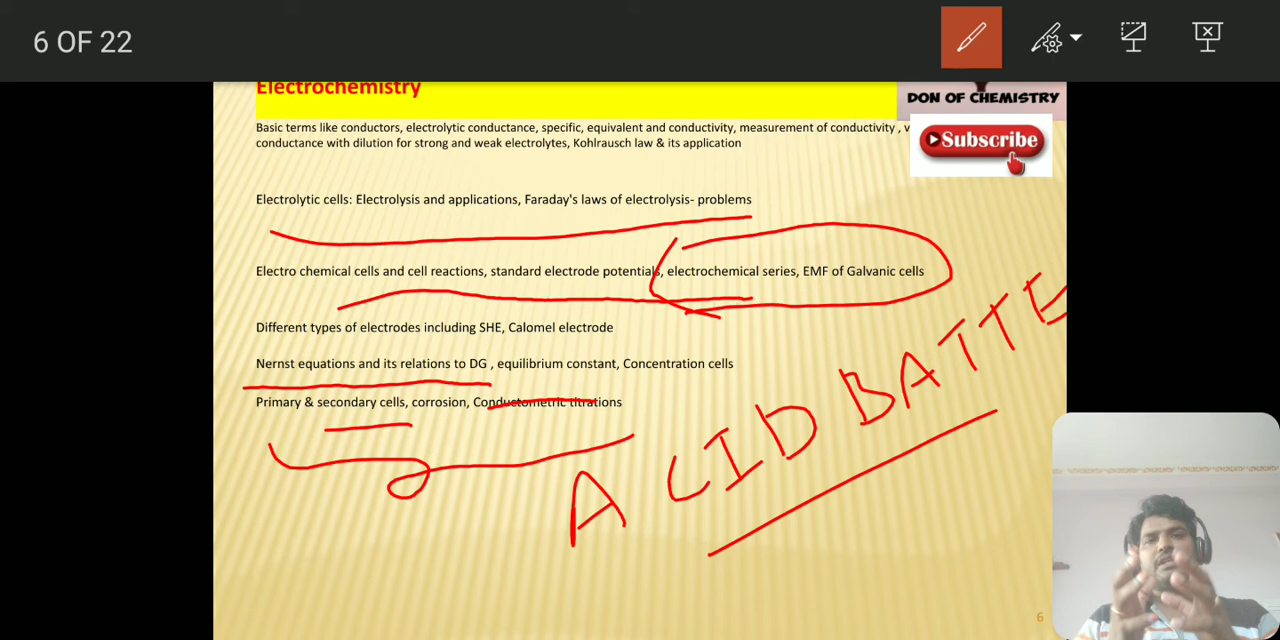 6 OF 22
Electrochemistry
DON OF CHEMISTRY
Subscribe
Basic terms like conductors, electrolytic conductance, specific, equivalent and conductivity, measurement of conductivity ,
conductance with dilution for strong and weak electrolytes, Kohlrausch law & its application
Electrolytic cells: Electrolysis and applications, Faraday's laws of electrolysis- problems
Electro chemical cells and cell reactions, standard electrode potentials, electrochemical series, EMF of Galvanic cells
Different types of electrodes including SHE, Calomel electrode
Nernst equations and its relations to DG , equilibrium constant, Concentration cells
Primary & secondary cells, corrosion, Conductometric titrations
ACID BATTE
6